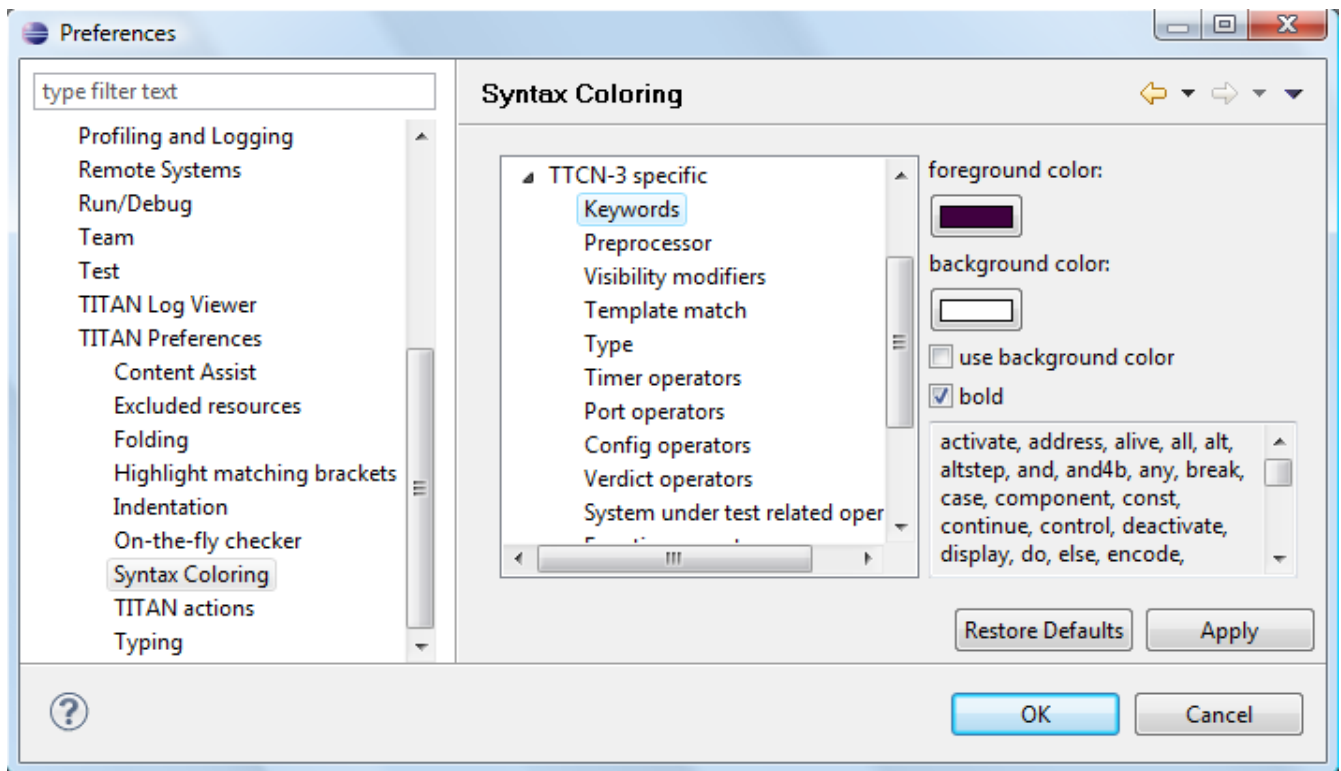 Preferences
type filter text
Profiling and Logging
Remote Systems
Run/Debug
Team
Test
TITAN Log Viewer
TITAN Preferences
Content Assist
Excluded resources
Folding
Highlight matching brackets
Indentation
On-the-fly checker
Syntax Coloring
TITAN actions
Typing
Syntax Coloring
TTCN-3 specific
Keywords
Preprocessor
Visibility modifiers
Template match
Type
Timer operators
Port operators
Config operators
Verdict operators
System under test related oper
foreground color:
background color:
use background color
bold
activate, address, alive, all, alt,
altstep, and, and4b, any, break,
case, component, const,
continue, control, deactivate,
display, do, else, encode,
Restore Defaults
Apply
OK
Cancel